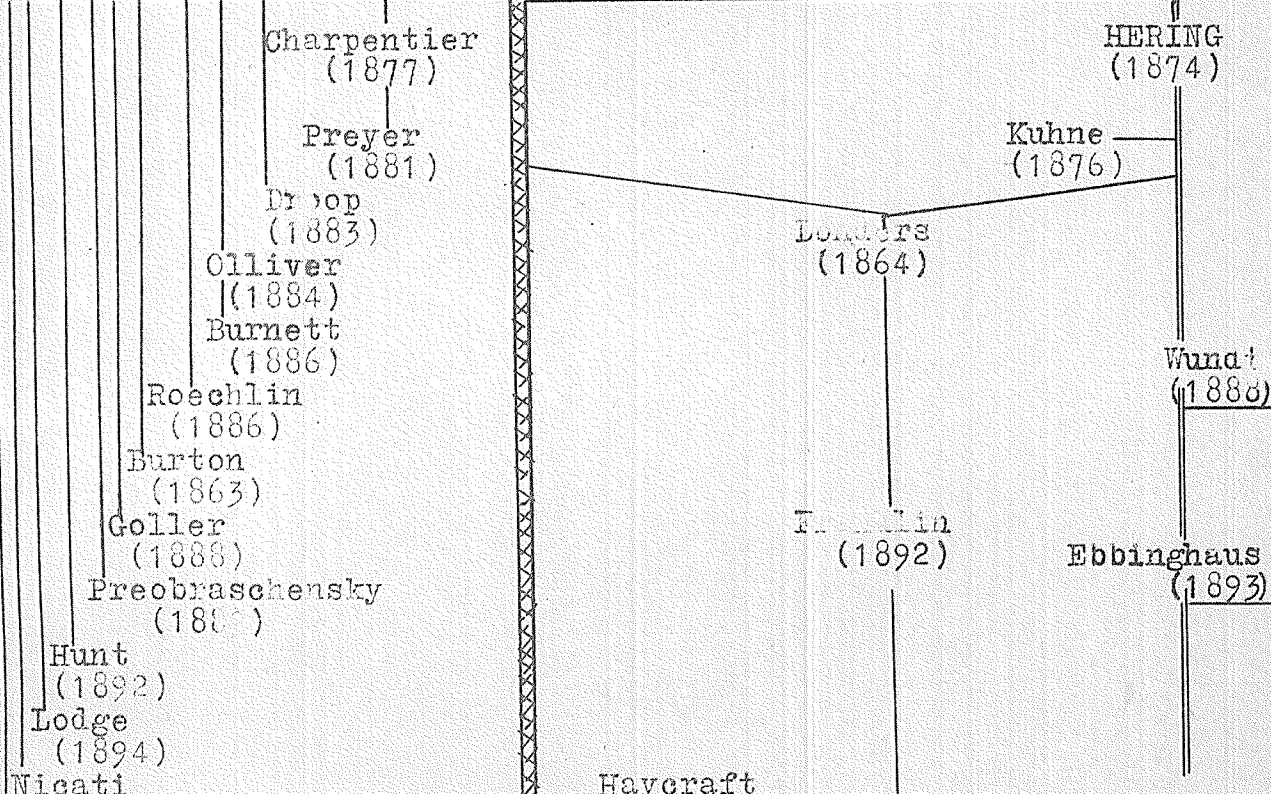 Charpentier
(1877)
Preyer
(1881)
(1883)
Olliver
(1884)
Burnett
(1886)
Roechlin
(1886)
Burton
(1863)
Goller
(1888)
Preobraschensky
Hunt
(1892)
Lodge
(1894)
Nicati
HERING
(1874)
Kuhne
(1876)
(1864)
(1892)
Haycraft
Wundt
(1888)
Ebbinghaus
(1893)